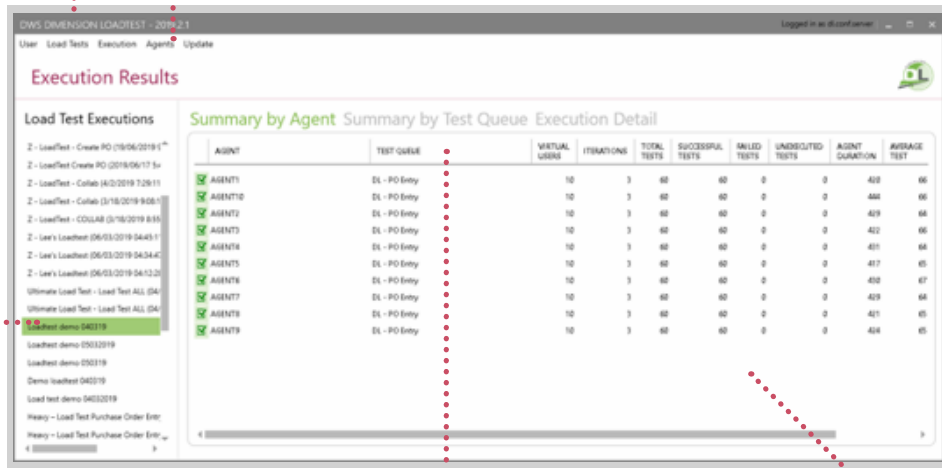 DWS DIMENSION LOADTEST - 2019.2.1 Logged in as dl.conf.server
User Load Tests Execution Agents Update
Execution Results
DL
Load Test Executions
Z - LoadTest - Create PO (19/06/2019
Z - LoadTest Create PO (2019/06/17
Z - LoadTest - Collab (4/2/2019 7:29:11
Z - LoadTest - Collab (3/18/2019 9:08:1
Z - LoadTest - COLLAB (3/18/2019 8:55
Z - Lee's Loadtest (06/03/2019 04:45:1
Z - Lee's Loadtest (06/03/2019 04:34:4
Z - Lee's Loadtest (06/03/2019 04:12:2
Ultimate Load Test - Load Test ALL (04/
Ultimate Load Test - Load Test ALL (04/
Loadtest demo 040319
Loadtest demo 05032019
Loadtest demo 050319
Demo loadtest 040319
Load test demo 04032019
Heavy - Load Test Purchase Order Entr
Heavy - Load Test Purchase Order Entr
Summary by Agent Summary by Test Queue Execution Detail
AGENT TEST QUEUE VIRTUAL USERS ITERATIONS TOTAL TESTS SUCCESSFUL TESTS FAILED TESTS UNEXECUTED TESTS AGENT DURATION AVERAGE TEST
AGENT1 DL - PO Entry 10 3 60 60 0 0 428 66
AGENT10 DL - PO Entry 10 3 60 60 0 0 444 66
AGENT2 DL - PO Entry 10 3 60 60 0 0 429 68
AGENT3 DL - PO Entry 10 3 60 60 0 0 422 66
AGENT4 DL - PO Entry 10 3 60 60 0 0 431 68
AGENT5 DL - PO Entry 10 3 60 60 0 0 417 65
AGENT6 DL - PO Entry 10 3 60 60 0 0 430 67
AGENT7 DL - PO Entry 10 3 60 60 0 0 429 68
AGENT8 DL - PO Entry 10 3 60 60 0 0 421 65
AGENT9 DL - PO Entry 10 3 60 60 0 0 424 65